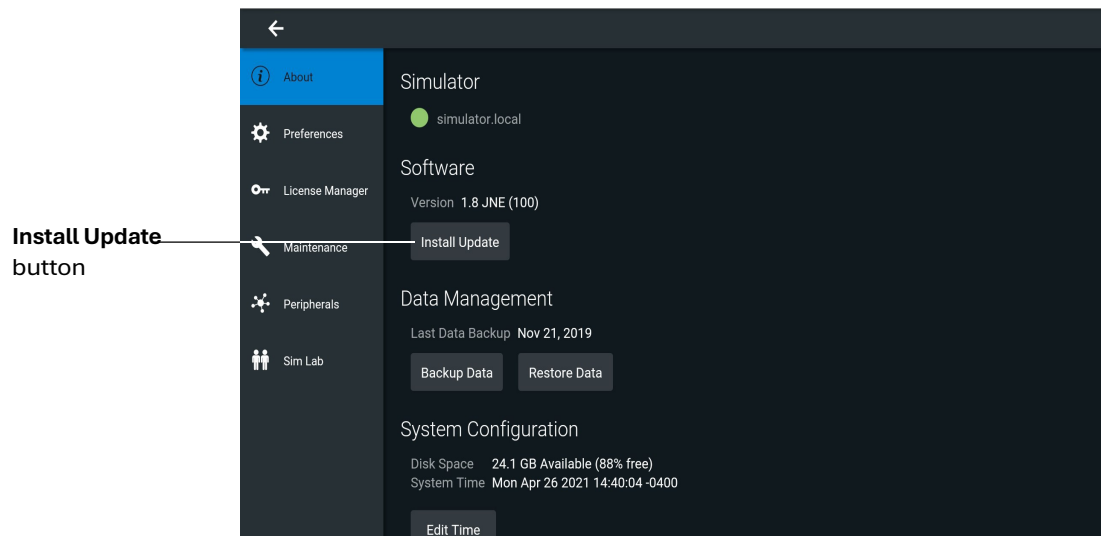 About
Preferences
License Manager
Install Update
button
Maintenance
Peripherals
Sim Lab
Simulator
simulator.local
Software
Version 1.8 JNE (100)
Install Update
Data Management
Last Data Backup Nov 21, 2019
Backup Data Restore Data
System Configuration
Disk Space 24.1 GB Available (88% free)
System Time Mon Apr 26 2021 14:40:04 -0400
Edit Time